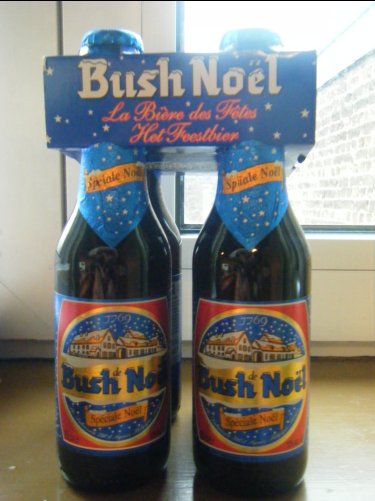 Bush Noël
La Bière des Fêtes
Het Feestbier
Spéciale Noël
Spéciale Noël
1769
Bush de Noël
Spéciale Noël
1769
Bush de Noël
Spéciale Noël